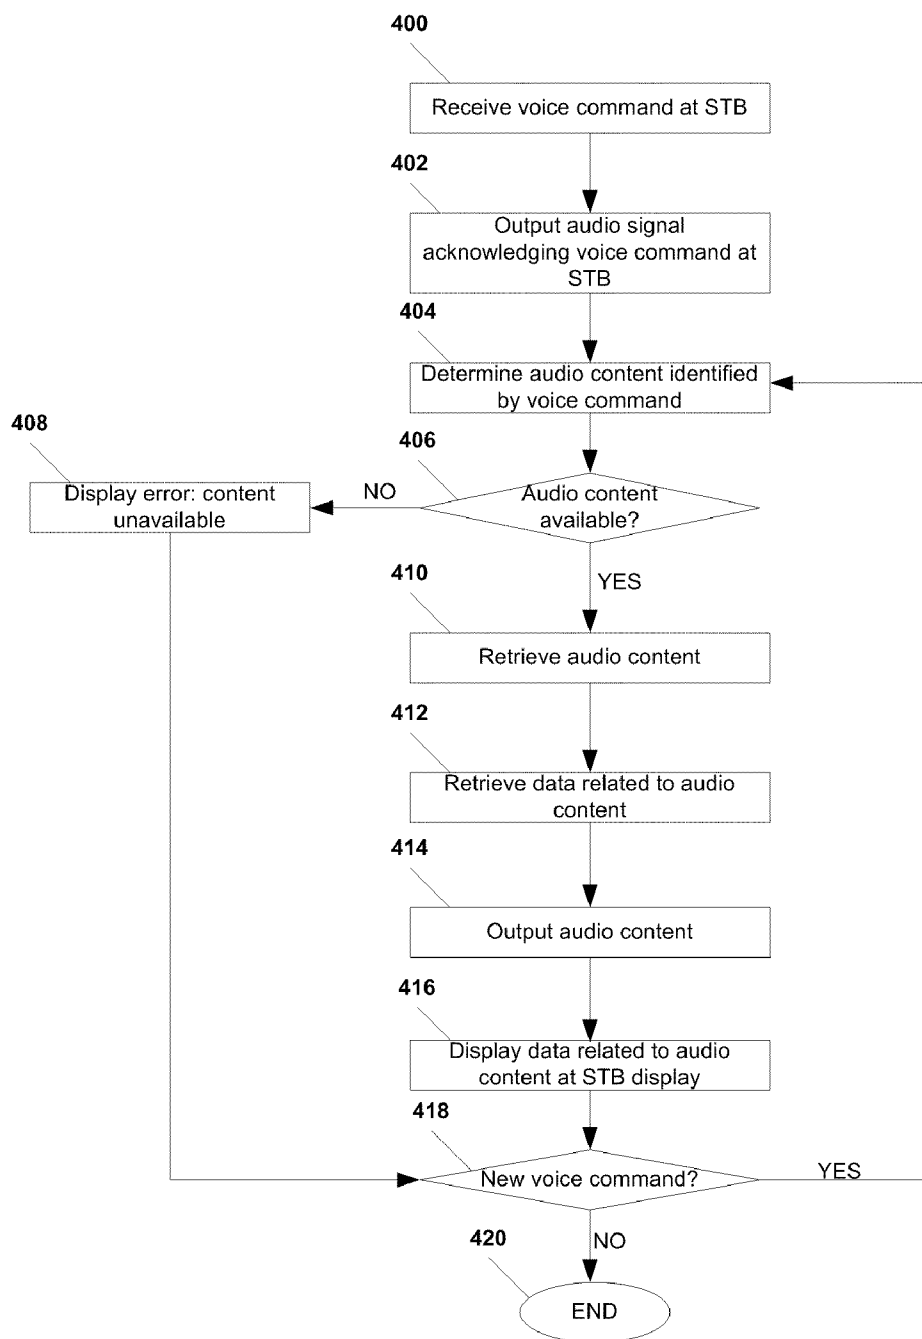 400
Receive voice command at STB
402
Output audio signal
acknowledging voice command at
STB
404
Determine audio content identified
by voice command
408
406
Display error: content
unavailable
NO
Audio content
available?
YES
410
Retrieve audio content
412
Retrieve data related to audio
content
414
Output audio content
416
Display data related to audio
content at STB display
418
New voice command?
YES
NO
420
END